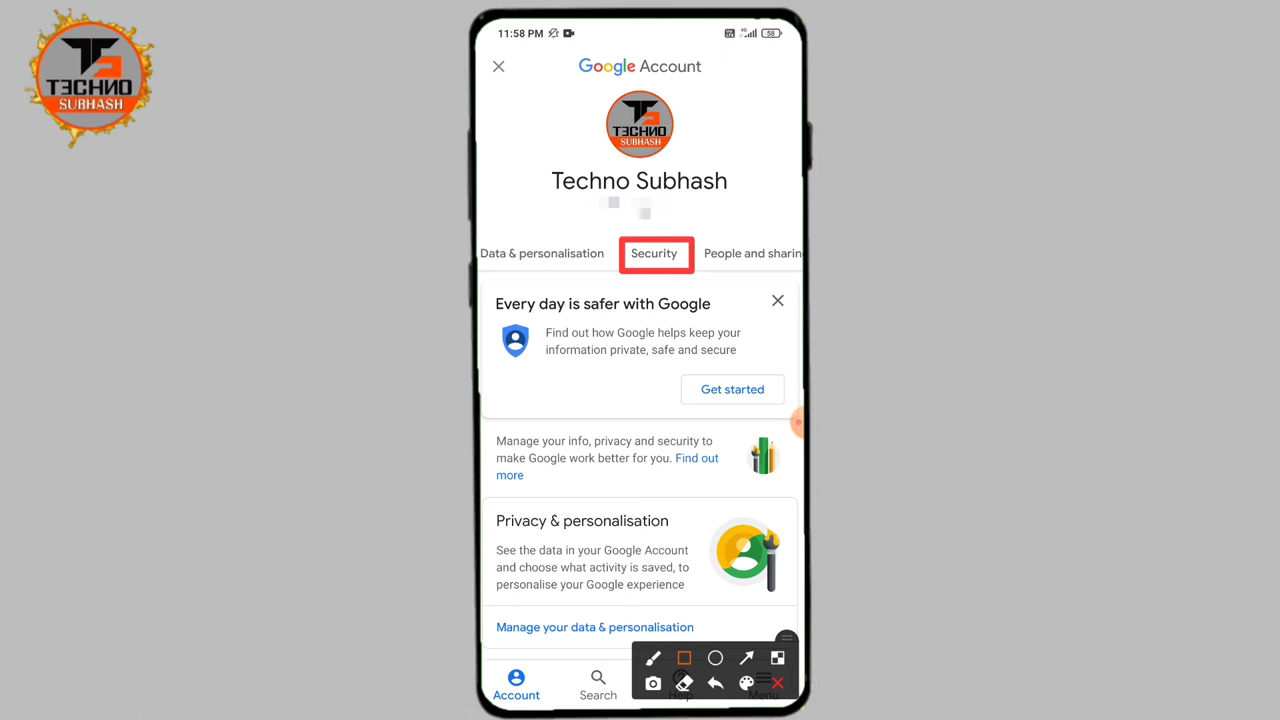 TECHNO
SUBHASH
11:58 PM
58
Google Account
TECHNO
SUBHASH
Techno Subhash
Data & personalisation
Security
People and sharin
Every day is safer with Google
Find out how Google helps keep your
information private, safe and secure
Get started
Manage your info, privacy and security to
make Google work better for you. Find out
more
Privacy & personalisation
See the data in your Google Account
and choose what activity is saved, to
personalise your Google experience
Manage your data & personalisation
Account
Search
Help
Menu